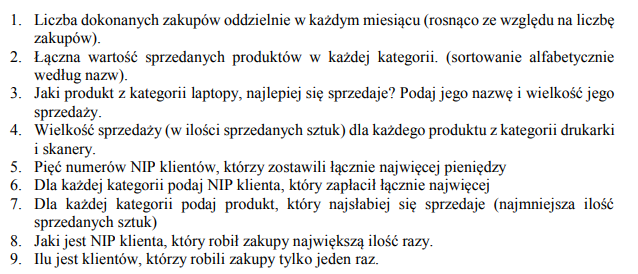 1. Liczba dokonanych zakupów oddzielnie w każdym miesiącu (rosnąco ze względu na liczbę
zakupów).
2. Łączna wartość sprzedanych produktów w każdej kategorii. (sortowanie alfabetycznie
według nazw).
3. Jaki produkt z kategorii laptopy, najlepiej się sprzedaje? Podaj jego nazwę i wielkość jego
sprzedaży.
4. Wielkość sprzedaży (w ilości sprzedanych sztuk) dla każdego produktu z kategorii drukarki
i skanery.
5. Pięć numerów NIP klientów, którzy zostawili łącznie najwięcej pieniędzy
6. Dla każdej kategorii podaj NIP klienta, który zapłacił łącznie najwięcej
7. Dla każdej kategorii podaj produkt, który najsłabiej się sprzedaje (najmniejsza ilość
sprzedanych sztuk)
8. Jaki jest NIP klienta, który robił zakupy największą ilość razy.
9. Ilu jest klientów, którzy robili zakupy tylko jeden raz.